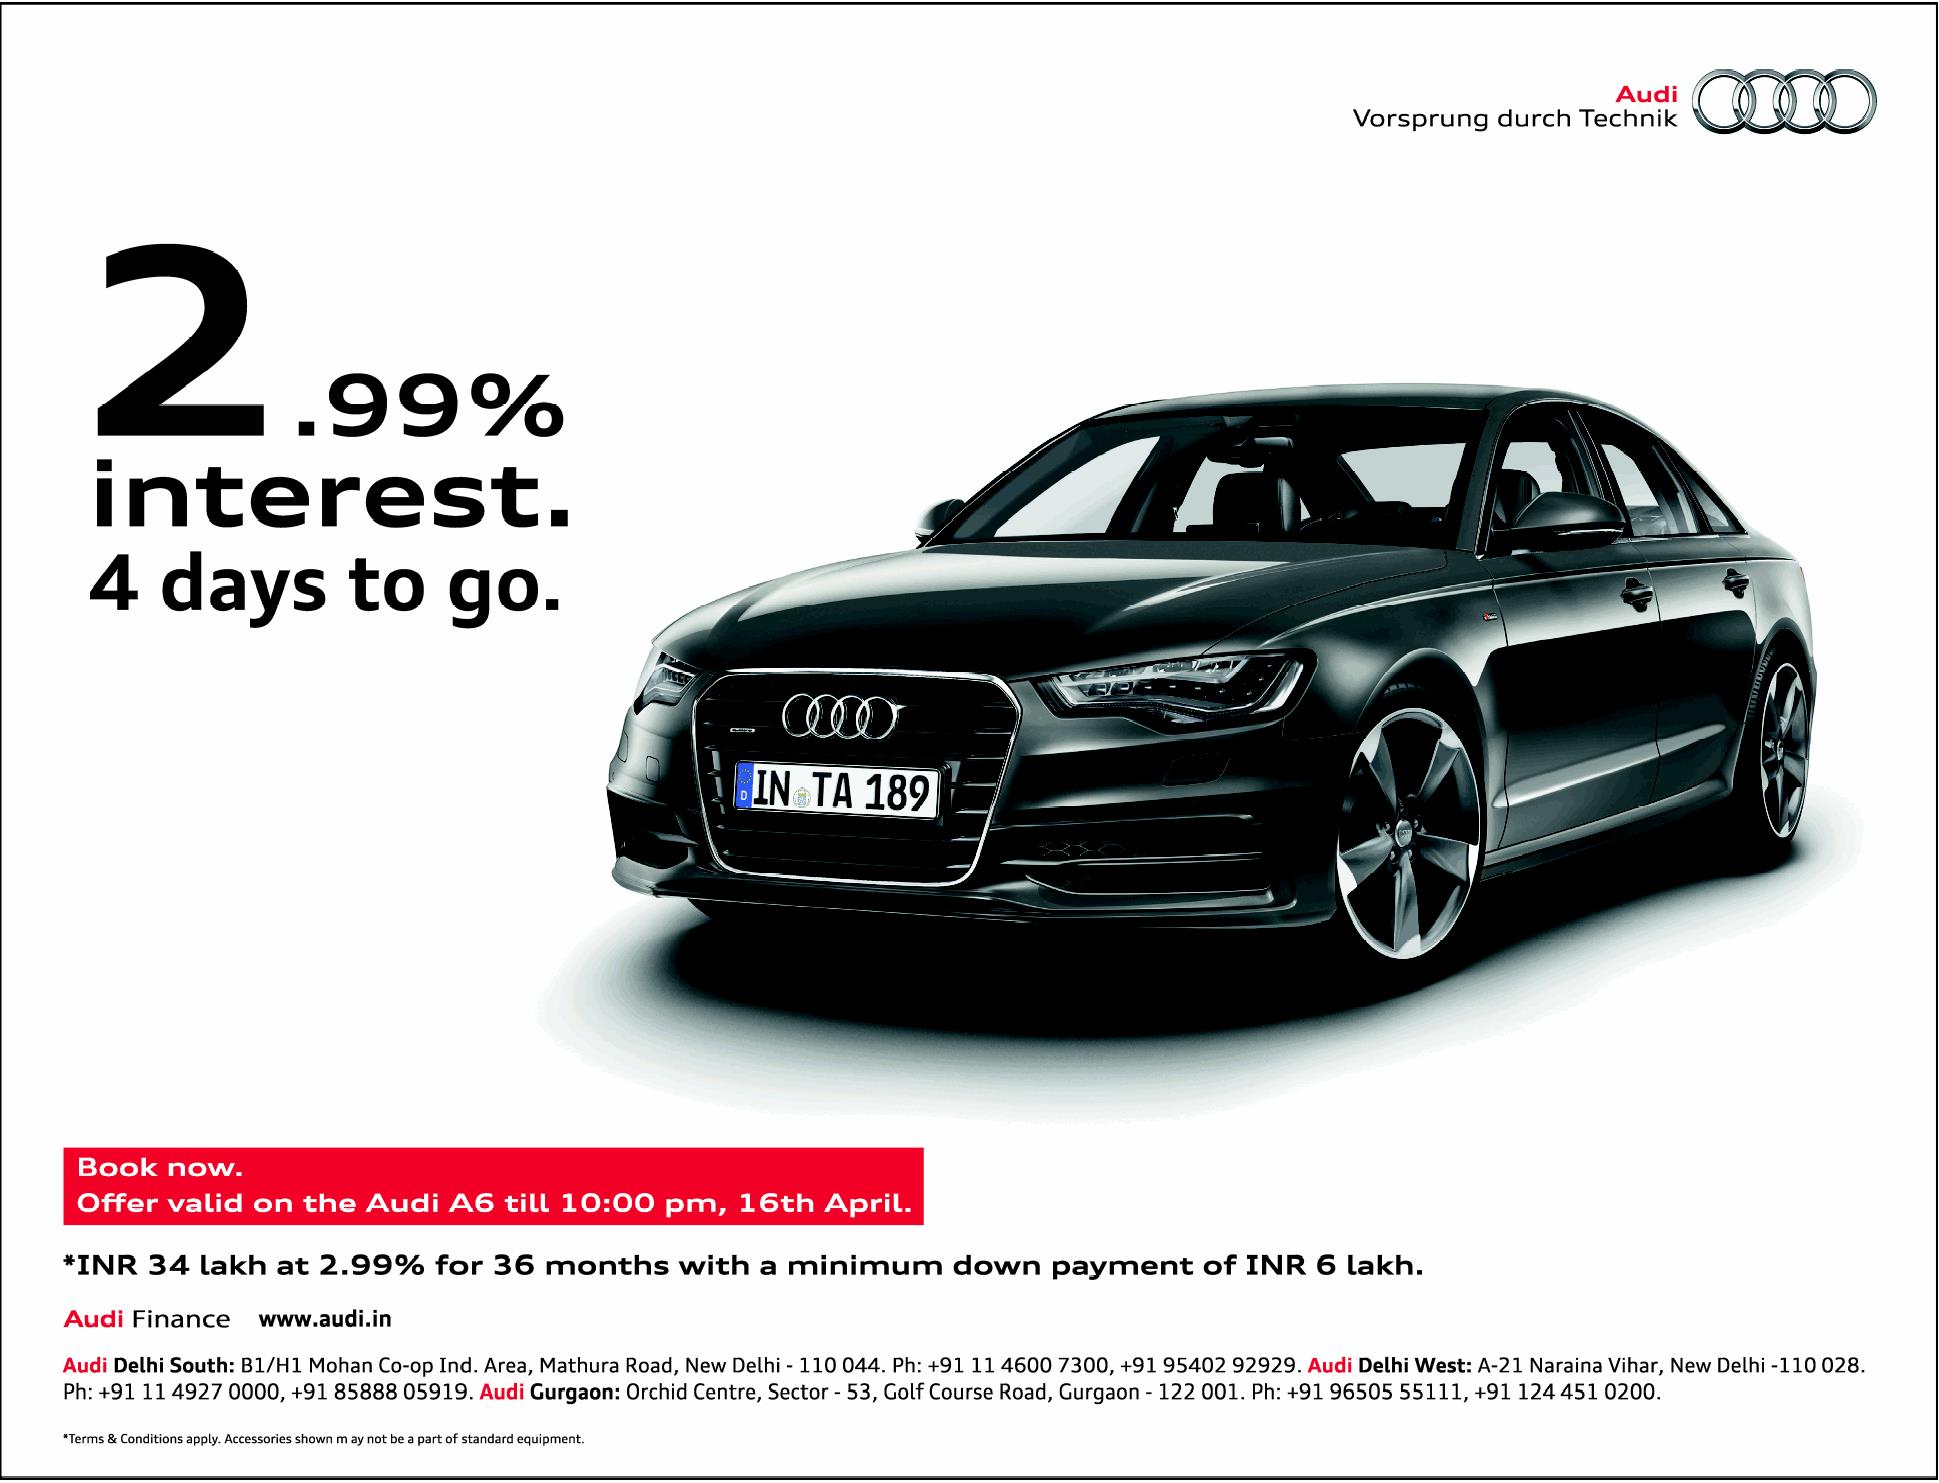 Audi
Vorsprung durch Technik
2.99%
interest.
4 days to go.
IN TA 189
D
Book now.
Offer valid on the Audi A6 till 10:00 pm, 16th April.
*INR 34 lakh at 2.99% for 36 months with a minimum down payment of INR 6 lakh.
Audi Finance www.audi.in
Audi Delhi South: B1/H1 Mohan Co-op Ind. Area, Mathura Road, New Delhi - 110 044. Ph: +91 11 4600 7300, +91 95402 92929. Audi Delhi West: A-21 Naraina Vihar, New Delhi -110 028.
Ph: +91 11 4927 0000, +91 85888 05919. Audi Gurgaon: Orchid Centre, Sector - 53, Golf Course Road, Gurgaon - 122 001. Ph: +91 96505 55111, +91 124 451 0200.
*Terms & Conditions apply. Accessories shown m ay not be a part of standard equipment.